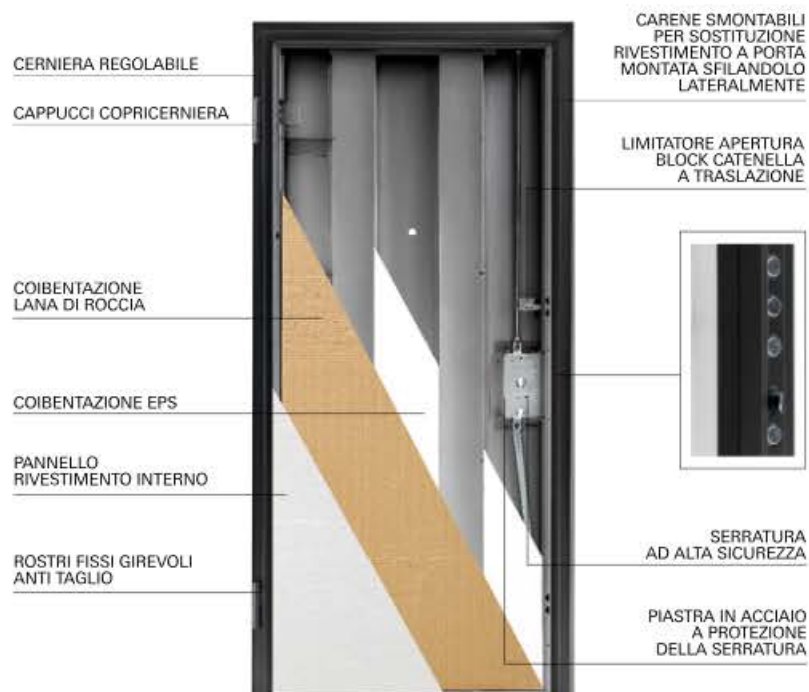 CERNIERA REGOLABILE
CAPPUCCI COPRICERNIERA
COIBENTAZIONE
LANA DI ROCCIA
COIBENTAZIONE EPS
PANNELLO
RIVESTIMENTO INTERNO
ROSTRI FISSI GIREVOLI
ANTI TAGLIO
CARENE SMONTABILI
PER SOSTITUZIONE
RIVESTIMENTO A PORTA
MONTATA SFILANDOLO
LATERALMENTE
LIMITATORE APERTURA
BLOCK CATENELLA
A TRASLAZIONE
SERRATURA
AD ALTA SICUREZZA
PIASTRA IN ACCIAIO
A PROTEZIONE
DELLA SERRATURA